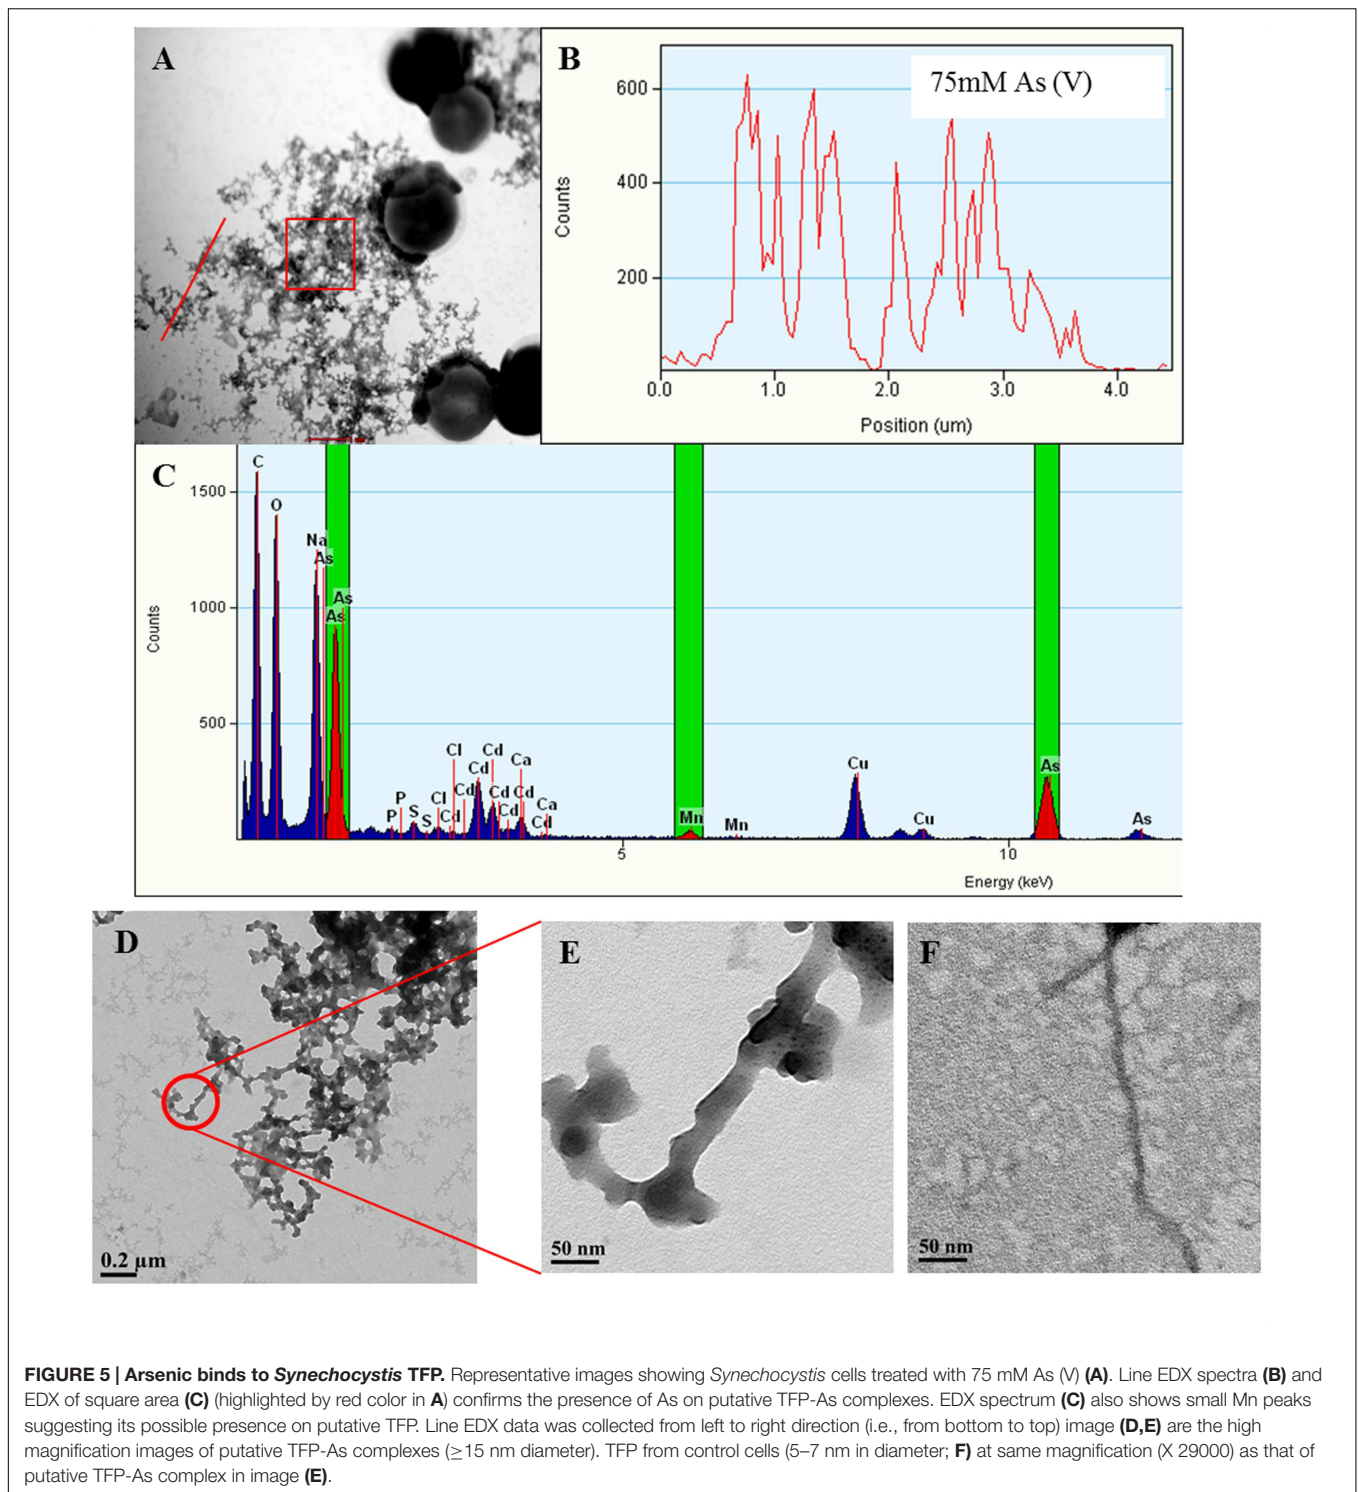 A
B
75mM As (V)
600
400
200
Counts
0.0 1.0 2.0 3.0 4.0
Position (um)
C
1500
1000
500
Counts
C
O
Na
As
As
As
P
P
S
S
Cl
Cl
Cd
Cd
Cd
Cd
Cd
Cd
Ca
Cd
Ca
Cd
Mn
Mn
Cu
Cu
As
As
5 10
Energy (keV)
D
0.2 µm
E
50 nm
F
50 nm
FIGURE 5 | Arsenic binds to Synechocystis TFP. Representative images showing Synechocystis cells treated with 75 mM As (V) (A). Line EDX spectra (B) and
EDX of square area (C) (highlighted by red color in A) confirms the presence of As on putative TFP-As complexes. EDX spectrum (C) also shows small Mn peaks
suggesting its possible presence on putative TFP. Line EDX data was collected from left to right direction (i.e., from bottom to top) image (D,E) are the high
magnification images of putative TFP-As complexes (≥15 nm diameter). TFP from control cells (5–7 nm in diameter; F) at same magnification (X 29000) as that of
putative TFP-As complex in image (E).